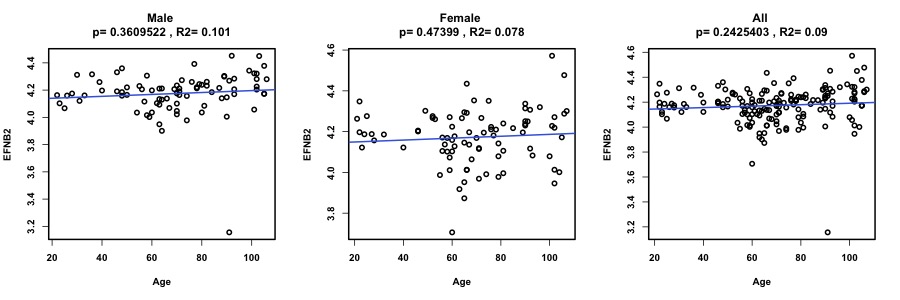 Male
p= 0.3609522 , R2= 0.101
EFNB2
4.4
4.2
4.0
3.8
3.6
3.4
3.2
20 40 60 80 100
Age
Female
p= 0.47399 , R2= 0.078
EFNB2
4.6
4.4
4.2
4.0
3.8
20 40 60 80 100
Age
All
p= 0.2425403 , R2= 0.09
EFNB2
4.6
4.4
4.2
4.0
3.8
3.6
3.4
3.2
20 40 60 80 100
Age